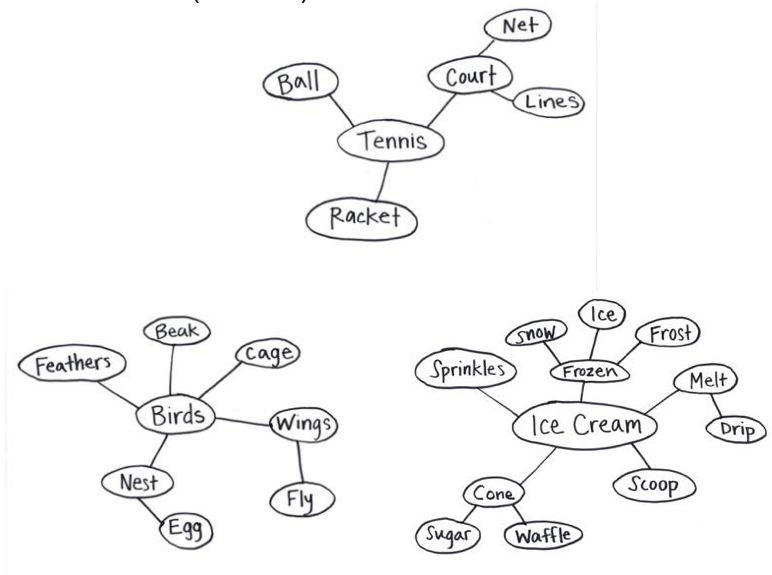 Net
Court
Ball
Lines
Tennis
Racket
Beak
Cage
Feathers
Birds
Wings
Nest
Fly
Egg
Ice
snow
Frost
Frozen
Sprinkles
Melt
Ice Cream
Drip
Scoop
Cone
Sugar
Waffle